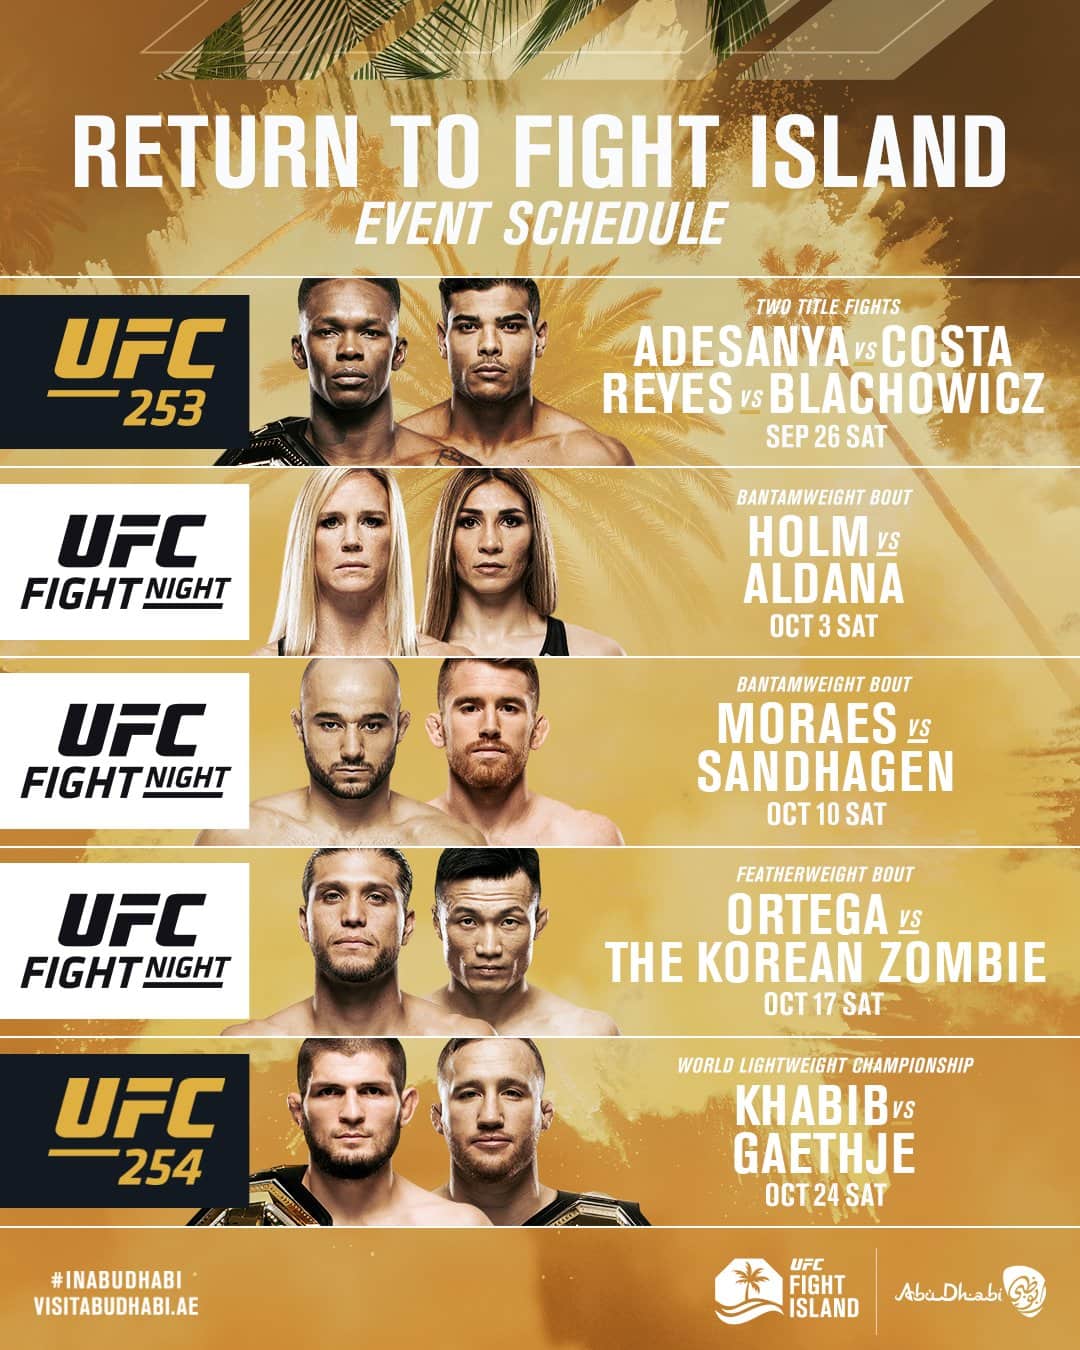 RETURN TO FIGHT ISLAND
EVENT SCHEDULE
UFC
253
TWO TITLE FIGHTS
ADESANYA VS COSTA
REYES VS BLACHOWICZ
SEP 26 SAT
UFC
FIGHT NIGHT
BANTAMWEIGHT BOUT
HOLM VS
ALDANA
OCT 3 SAT
UFC
FIGHT NIGHT
BANTAMWEIGHT BOUT
MORAES VS
SANDHAGEN
OCT 10 SAT
UFC
FIGHT NIGHT
FEATHERWEIGHT BOUT
ORTEGA VS
THE KOREAN ZOMBIE
OCT 17 SAT
UFC
254
WORLD LIGHTWEIGHT CHAMPIONSHIP
KHABIB VS
GAETHJE
OCT 24 SAT
#INABUDHABI
VISITABUDHABI.AE
UFC
FIGHT
ISLAND
Abu Dhabi
أبوظبي